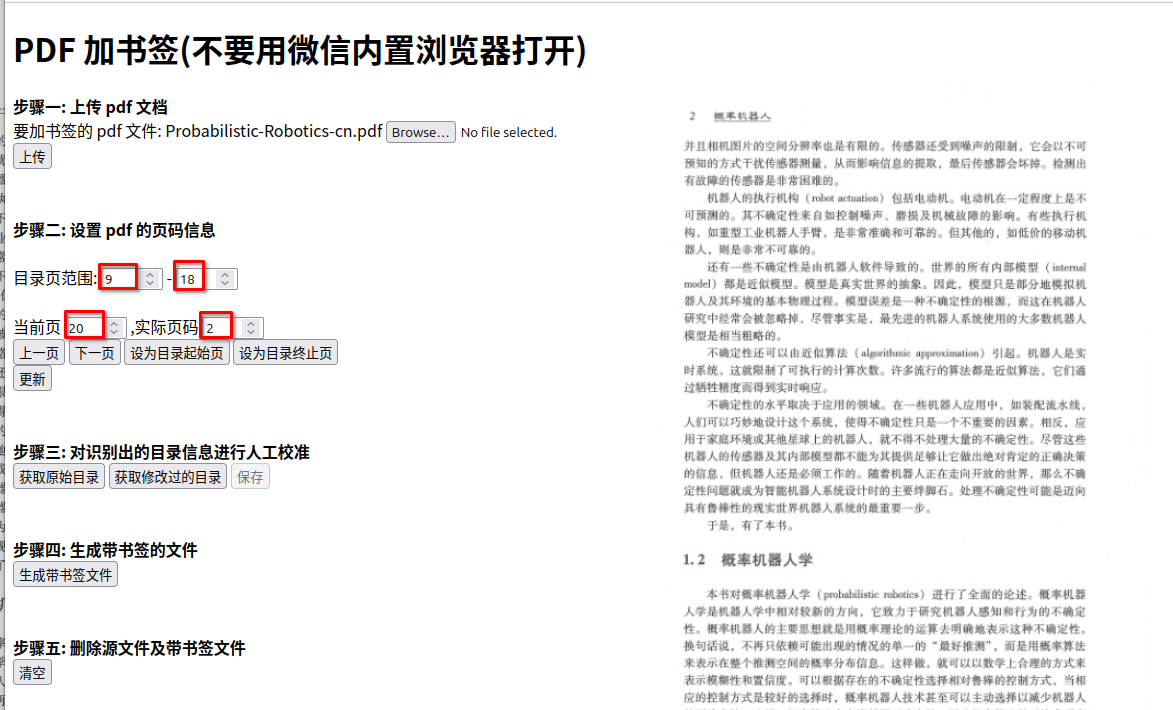 PDF 加书签(不要用微信内置浏览器打开)
步骤一: 上传 pdf 文档
要加书签的 pdf 文件: Probabilistic-Robotics-cn.pdf Browse... No file selected.
上传
步骤二: 设置 pdf 的页码信息
目录页范围: 9 - 18
当前页 20 ,实际页码 2
上一页 下一页 设为目录起始页 设为目录终止页
更新
步骤三: 对识别出的目录信息进行人工校准
获取原始目录 获取修改过的目录 保存
步骤四: 生成带书签的文件
生成带书签文件
步骤五: 删除源文件及带书签文件
清空
2 概率机器人
并且相机图片的空间分辨率也是有限的。传感器还受到噪声的限制，它会以不可
预知的方式干扰传感器测量，从而影响信息的提取，最后传感器会坏掉。检测出
有故障的传感器是非常困难的。
机器人的执行机构（robot actuation）包括电动机。电动机在一定程度上是不
可预测的。其不确定性来自如控制噪声、磨损及机械故障的影响。有些执行机
构，如重型工业机器人手臂，是非常准确和可靠的。但其他的，如低价的移动机
器人，则是非常不可靠的。
还有一些不确定性是由机器人软件导致的。世界的所有内部模型（internal
model）都是近似模型。模型是真实世界的抽象。因此，模型只是部分地模拟机
器人及其环境的基本物理过程。模型误差是一种不确定性的根源，而这在机器人
研究中经常会被忽略掉，尽管事实是，最先进的机器人系统使用的大多数机器人
模型是相当粗略的。
不确定性还可以由近似算法（algorithmic approximation）引起。机器人是实
时系统，这就限制了可执行的计算次数。许多流行的算法都是近似算法，它们通
过牺牲精度而得到实时响应。
不确定性的水平取决于应用的领域。在一些机器人应用中，如装配流水线，
人们可以巧妙地设计这个系统，使得不确定性只是一个不重要的因素。相反，应
用于家庭环境或其他星球上的机器人，就不得不处理大量的不确定性。尽管这些
机器人的传感器及其内部模型都不能为其提供足够让它做出绝对肯定的正确决策
的信息，但机器人还是必须工作的。随着机器人正在走向开放的世界，那么不确
定性问题就成为智能机器人系统设计时的主要绊脚石。处理不确定性可能是迈向
具有鲁棒性的现实世界机器人系统的最重要一步。
于是，有了本书。
1.2 概率机器人学
本书对概率机器人学（probabilistic robotics）进行了全面的论述。概率机器
人学是机器人学中相对较新的方向，它致力于研究机器人感知和行为的不确定
性。概率机器人的主要思想就是用概率理论的运算去明确地表示这种不确定性。
换句话说，不再只依赖可能出现的情况的单一的“最好推测”，而是用概率算法
来表示在整个推测空间的概率分布信息。这样做，就可以以数学上合理的方式来
表示模糊性和置信度。可以根据存在的不确定性选择相对鲁棒的控制方式，当相
应的控制方式是较好的选择时，概率机器人技术甚至可以主动选择以减少机器人